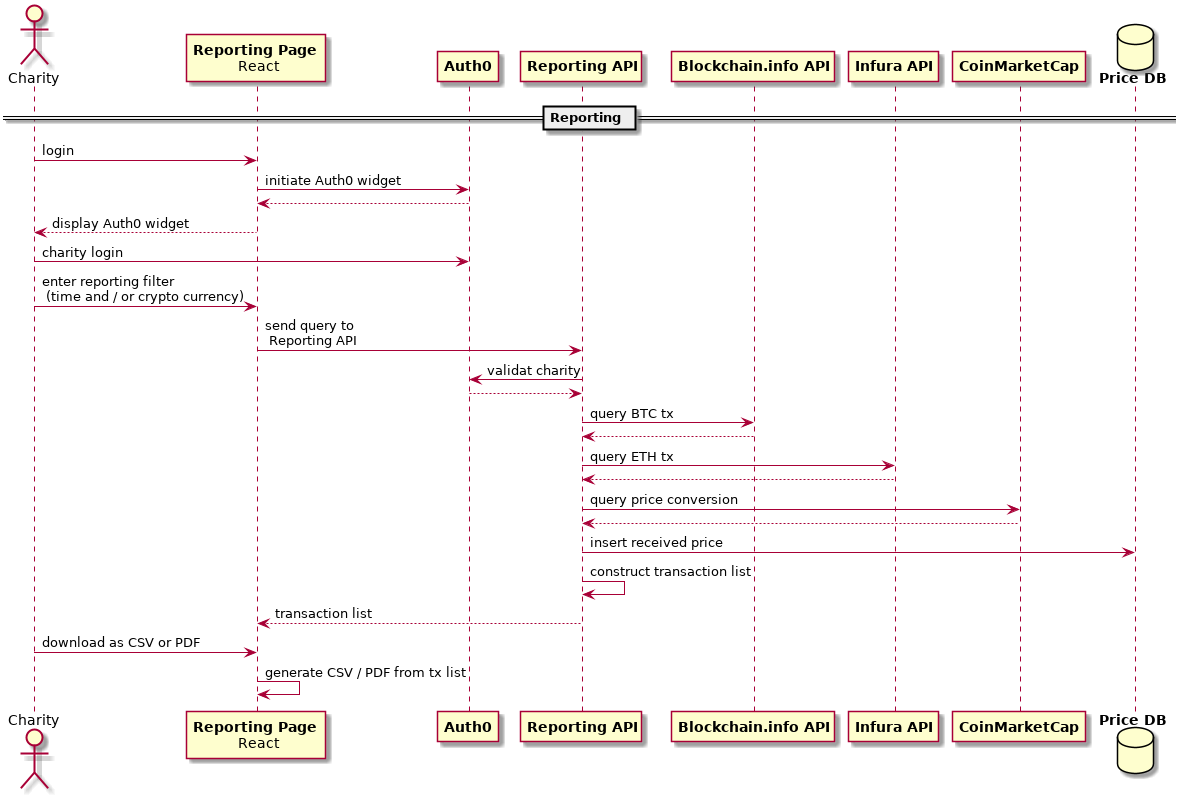 Charity
Reporting Page
React
Auth0
Reporting API
Blockchain.info API
Infura API
CoinMarketCap
Price DB
Reporting
login
initiate Auth0 widget
display Auth0 widget
charity login
enter reporting filter
(time and / or crypto currency)
send query to
Reporting API
validat charity
query BTC tx
query ETH tx
query price conversion
insert received price
construct transaction list
transaction list
download as CSV or PDF
generate CSV / PDF from tx list
Charity
Reporting Page
React
Auth0
Reporting API
Blockchain.info API
Infura API
CoinMarketCap
Price DB